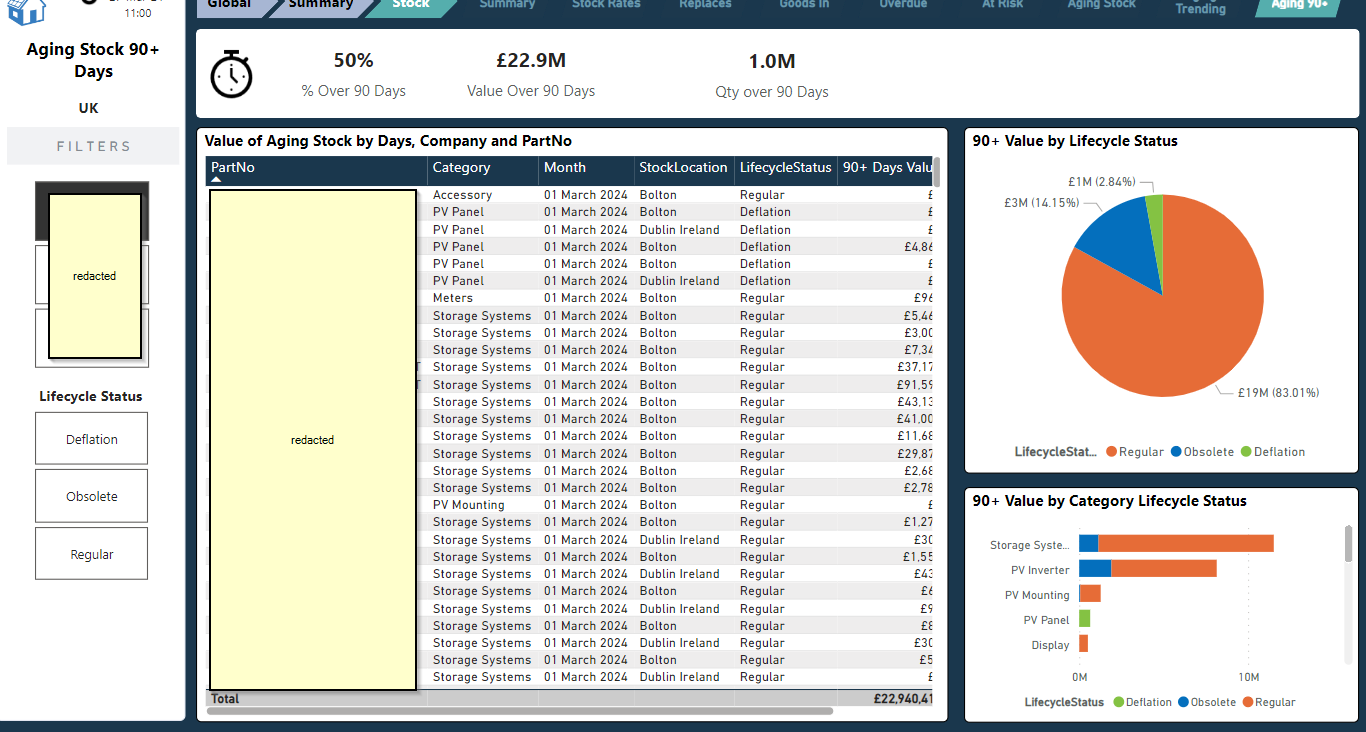 Global Summary Stock Summary Stock Rates Replaces Goods In Overdue At Risk Aging Stock Trending Aging 90+
11:00
Aging Stock 90+
Days
UK
FILTERS
redacted
Lifecycle Status
Deflation
Obsolete
Regular
50%
% Over 90 Days
£22.9M
Value Over 90 Days
1.0M
Qty over 90 Days
Value of Aging Stock by Days, Company and PartNo
PartNo Category Month StockLocation LifecycleStatus 90+ Days Valu
redacted
Accessory 01 March 2024 Bolton Regular £
PV Panel 01 March 2024 Bolton Deflation £
PV Panel 01 March 2024 Dublin Ireland Deflation £
PV Panel 01 March 2024 Bolton Deflation £4,86
PV Panel 01 March 2024 Bolton Deflation £
PV Panel 01 March 2024 Dublin Ireland Deflation £
Meters 01 March 2024 Bolton Regular £96
Storage Systems 01 March 2024 Bolton Regular £5,46
Storage Systems 01 March 2024 Bolton Regular £3,00
Storage Systems 01 March 2024 Bolton Regular £7,34
T Storage Systems 01 March 2024 Bolton Regular £37,17
T Storage Systems 01 March 2024 Bolton Regular £91,59
Storage Systems 01 March 2024 Bolton Regular £43,13
Storage Systems 01 March 2024 Bolton Regular £41,00
Storage Systems 01 March 2024 Bolton Regular £11,68
Storage Systems 01 March 2024 Bolton Regular £29,87
Storage Systems 01 March 2024 Bolton Regular £2,68
Storage Systems 01 March 2024 Bolton Regular £2,78
PV Mounting 01 March 2024 Bolton Regular £
Storage Systems 01 March 2024 Bolton Regular £1,27
Storage Systems 01 March 2024 Dublin Ireland Regular £30
Storage Systems 01 March 2024 Bolton Regular £1,55
Storage Systems 01 March 2024 Dublin Ireland Regular £43
Storage Systems 01 March 2024 Bolton Regular £6
Storage Systems 01 March 2024 Dublin Ireland Regular £9
Storage Systems 01 March 2024 Bolton Regular £8
Storage Systems 01 March 2024 Dublin Ireland Regular £30
Storage Systems 01 March 2024 Bolton Regular £5
Storage Systems 01 March 2024 Dublin Ireland Regular £
Total £22,940,41
90+ Value by Lifecycle Status
£1M (2.84%)
£3M (14.15%)
£19M (83.01%)
LifecycleStat... Regular Obsolete Deflation
90+ Value by Category Lifecycle Status
Storage Syste...
PV Inverter
PV Mounting
PV Panel
Display
0M 10M
LifecycleStatus Deflation Obsolete Regular